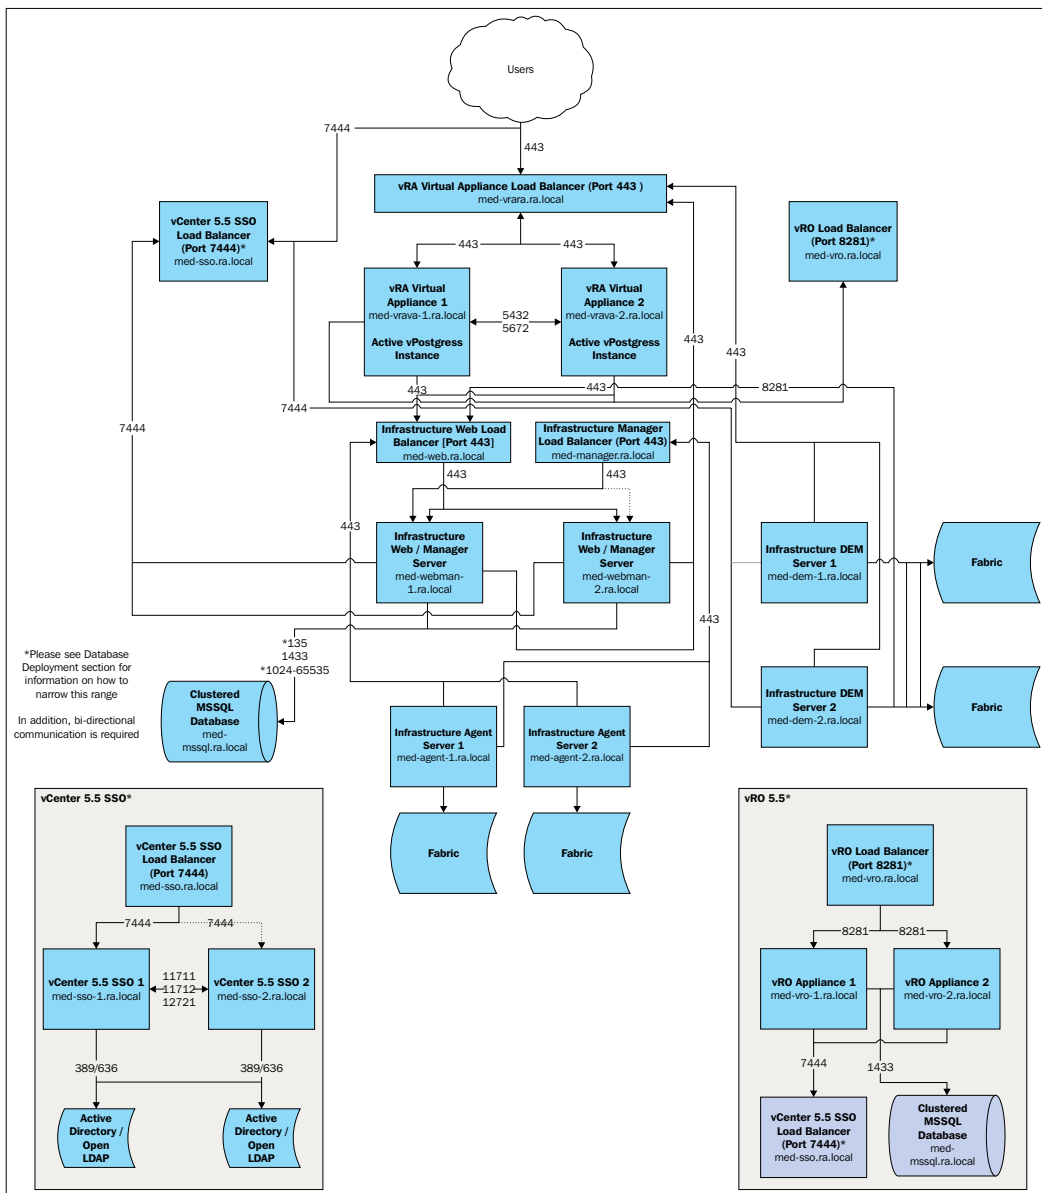 Users
7444
443
vRA Virtual Appliance Load Balancer (Port 443 )
med-vrara.ra.local
vCenter 5.5 SSO
Load Balancer
(Port 7444)*
med-sso.ra.local
vRO Load Balancer
(Port 8281)*
med-vro.ra.local
443
443
vRA Virtual
Appliance 1
med-vrava-1.ra.local
Active vPostgress
Instance
5432
5672
vRA Virtual
Appliance 2
med-vrava-2.ra.local
Active vPostgress
Instance
443
443
443
443
8281
7444
7444
Infrastructure Web Load
Balancer [Port 443]
med-web.ra.local
Infrastructure Manager
Load Balancer (Port 443)
med-manager.ra.local
443
443
443
Infrastructure
Web / Manager
Server
med-webman-
1.ra.local
Infrastructure
Web / Manager
Server
med-webman-
2.ra.local
Infrastructure DEM
Server 1
med-dem-1.ra.local
Fabric
443
*135
1433
*1024-65535
*Please see Database
Deployment section for
information on how to
narrow this range
In addition, bi-directional
communication is required
Clustered
MSSQL
Database
med-
mssql.ra.local
Infrastructure DEM
Server 2
med-dem-2.ra.local
Fabric
Infrastructure Agent
Server 1
med-agent-1.ra.local
Infrastructure Agent
Server 2
med-agent-2.ra.local
Fabric
Fabric
vCenter 5.5 SSO*
vCenter 5.5 SSO
Load Balancer
(Port 7444)
med-sso.ra.local
7444
7444
vCenter 5.5 SSO 1
med-sso-1.ra.local
11711
11712
12721
vCenter 5.5 SSO 2
med-sso-2.ra.local
389/636
389/636
Active
Directory /
Open
LDAP
Active
Directory /
Open
LDAP
vRO 5.5*
vRO Load Balancer
(Port 8281)*
med-vro.ra.local
8281
8281
vRO Appliance 1
med-vro-1.ra.local
vRO Appliance 2
med-vro-2.ra.local
7444
1433
vCenter 5.5 SSO
Load Balancer
(Port 7444)*
med-sso.ra.local
Clustered
MSSQL
Database
med-
mssql.ra.local